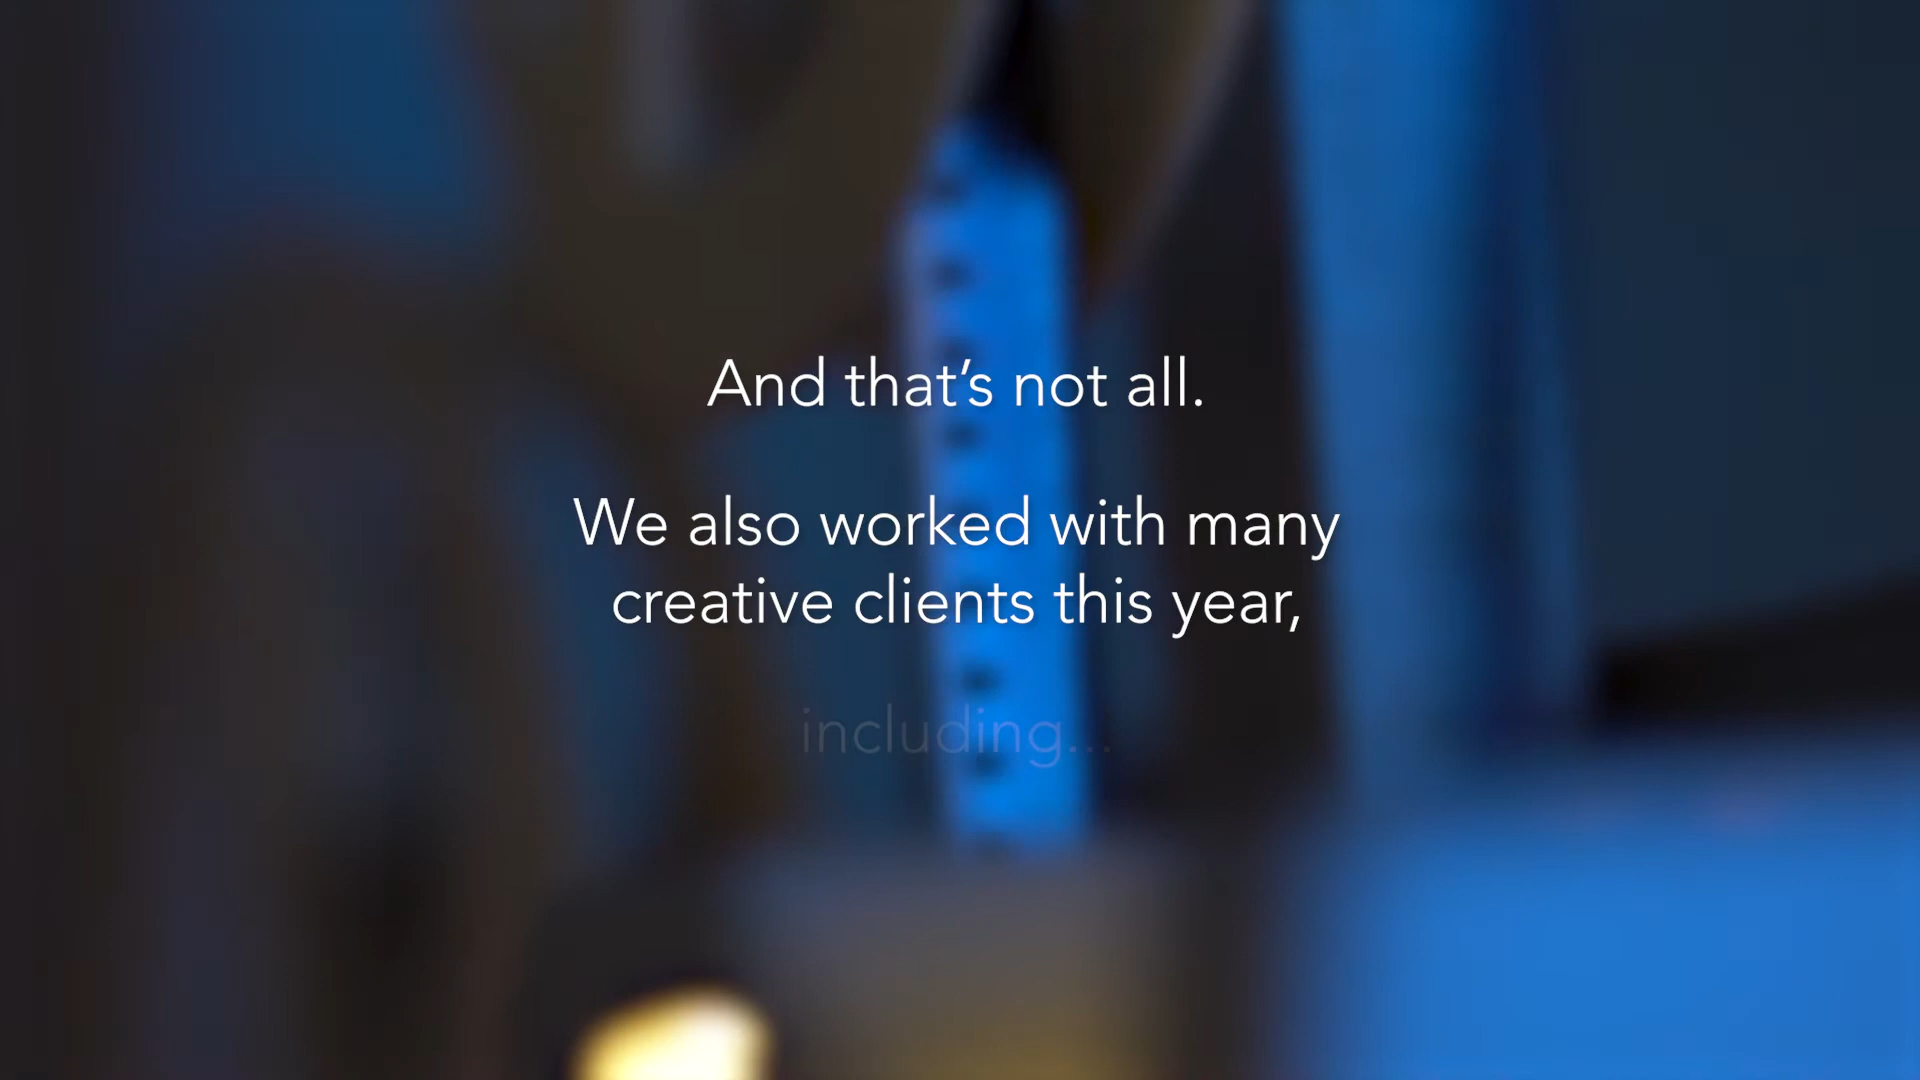 And that’s not all.
We also worked with many
creative clients this year,
including...